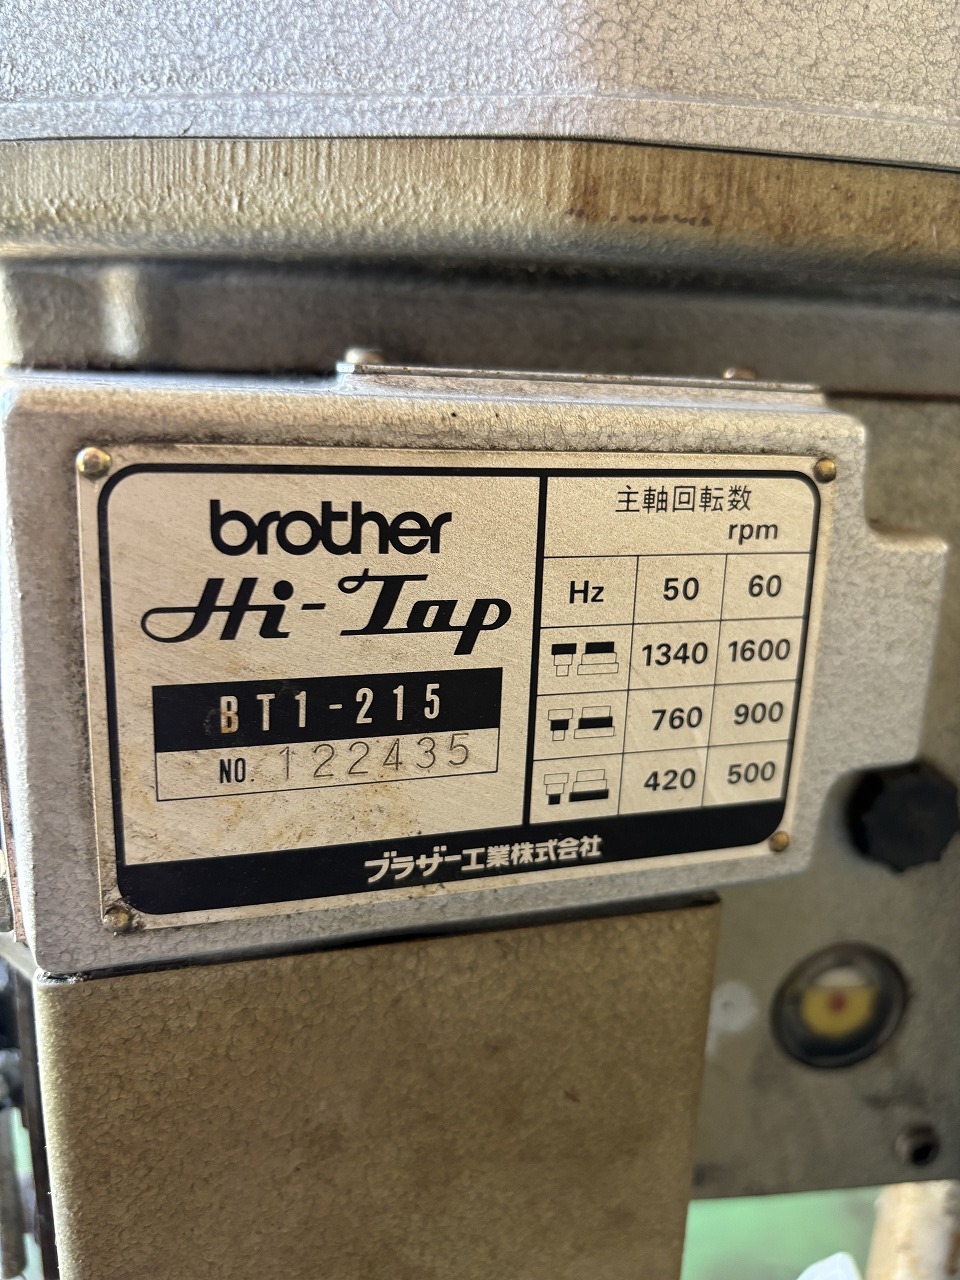 brother
Hi-Tap
BT1-215
NO. 122435
主軸回転数
rpm
Hz 50 60
1340 1600
760 900
420 500
ブラザー工業株式会社